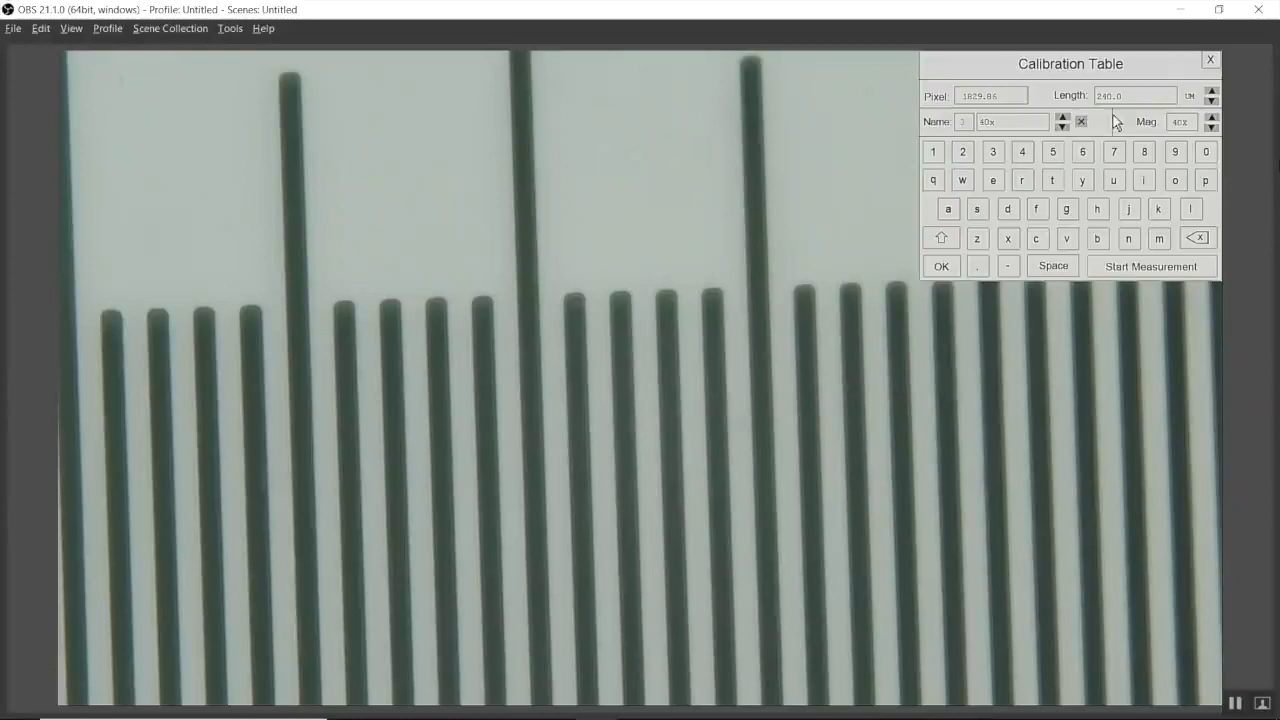 OBS 21.1.0 (64bit, windows) - Profile: Untitled - Scenes: Untitled
File Edit View Profile Scene Collection Tools Help
Calibration Table X
Pixel: 1829.86 Length: 240.0 UM
Name: 3 40x Mag. 40X
1 2 3 4 5 6 7 8 9 0
q w e r t y u i o p
a s d f g h j k l
z x c v b n m
OK . - Space Start Measurement